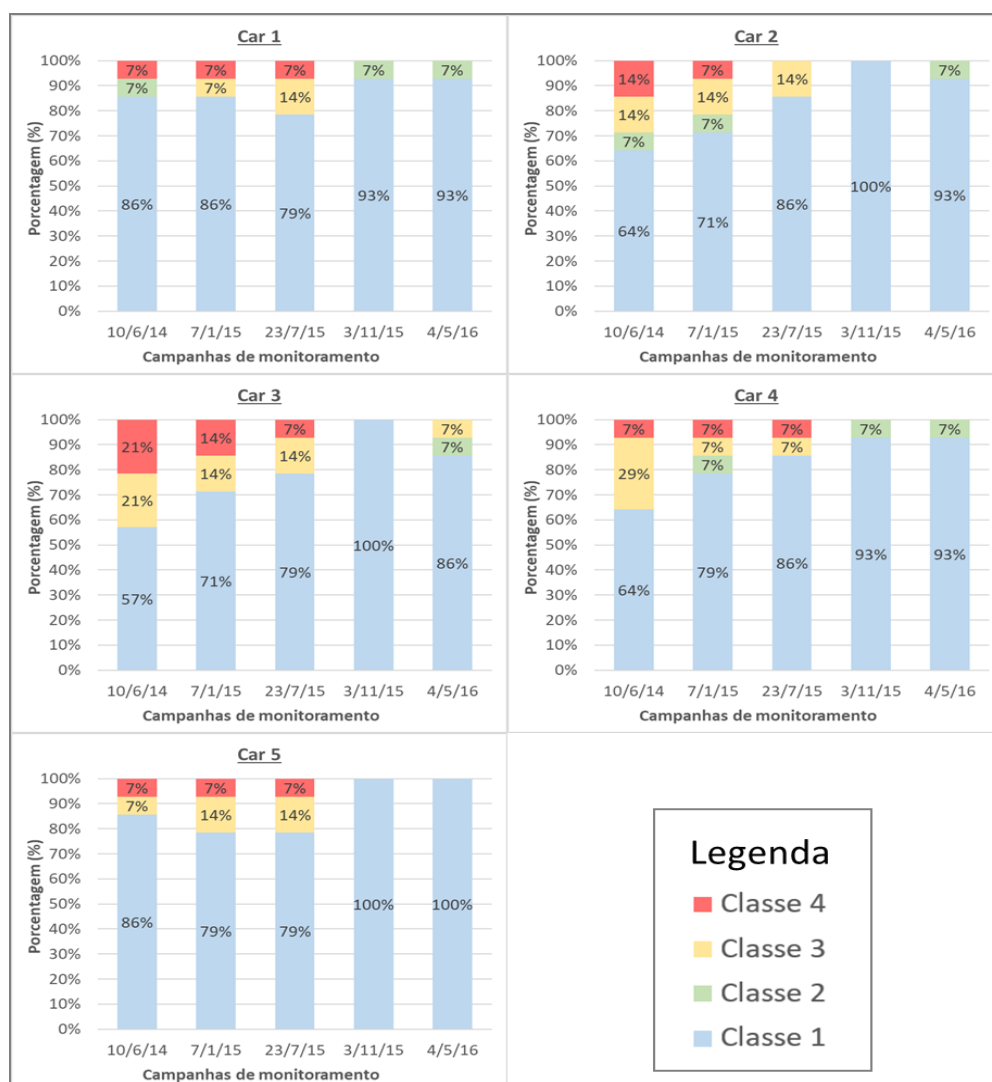 Car 1
Porcentagem (%)
100%
90%
80%
70%
60%
50%
40%
30%
20%
10%
0%
7% 7% 7% 7% 7%
7% 7% 14%
86% 86% 79% 93% 93%
10/6/14 7/1/15 23/7/15 3/11/15 4/5/16
Campanhas de monitoramento
Car 2
Porcentagem (%)
100%
90%
80%
70%
60%
50%
40%
30%
20%
10%
0%
14% 7% 14% 7%
14% 14%
7% 7%
64% 71% 86% 100% 93%
10/6/14 7/1/15 23/7/15 3/11/15 4/5/16
Campanhas de monitoramento
Car 3
Porcentagem (%)
100%
90%
80%
70%
60%
50%
40%
30%
20%
10%
0%
21% 14% 7% 7%
21% 14% 14% 7%
57% 71% 79% 100% 86%
10/6/14 7/1/15 23/7/15 3/11/15 4/5/16
Campanhas de monitoramento
Car 4
Porcentagem (%)
100%
90%
80%
70%
60%
50%
40%
30%
20%
10%
0%
7% 7% 7% 7% 7%
29% 7% 7%
7%
64% 79% 86% 93% 93%
10/6/14 7/1/15 23/7/15 3/11/15 4/5/16
Campanhas de monitoramento
Car 5
Porcentagem (%)
100%
90%
80%
70%
60%
50%
40%
30%
20%
10%
0%
7% 7% 7%
7% 14% 14%
86% 79% 79% 100% 100%
10/6/14 7/1/15 23/7/15 3/11/15 4/5/16
Campanhas de monitoramento
Legenda
Classe 4
Classe 3
Classe 2
Classe 1